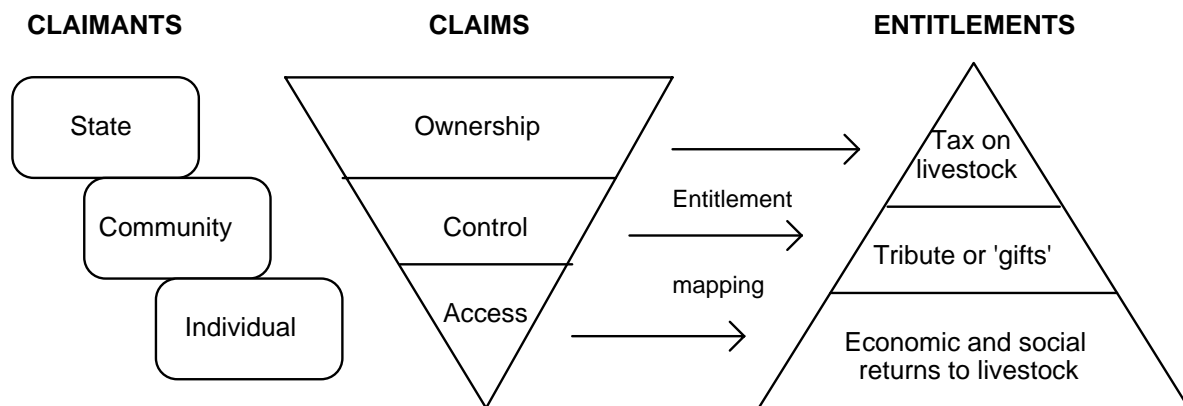 CLAIMANTS
CLAIMS
ENTITLEMENTS
State
Community
Individual
Ownership
Control
Access
Entitlement
mapping
Tax on
livestock
Tribute or 'gifts'
Economic and social
returns to livestock